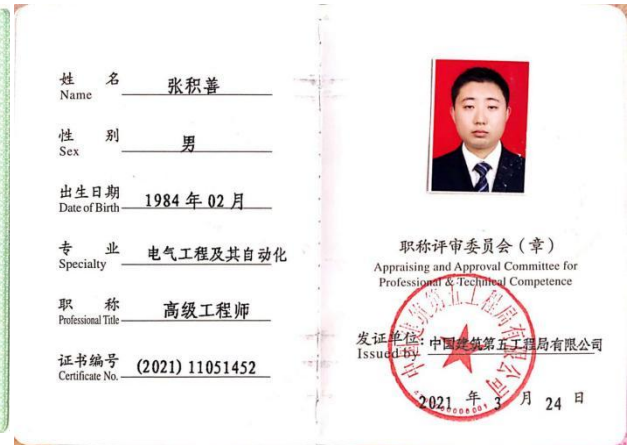 姓 名 张积善
Name
性 别 男
Sex
出生日期 1984 年 02 月
Date of Birth
专 业 电气工程及其自动化
Specialty
职 称 高级工程师
Professional Title
证书编号 (2021) 11051452
Certificate No.
职称评审委员会（章）
Appraising and Approval Committee for
Professional & Technical Competence
发证单位: 中国建筑第五工程局有限公司
Issued by
2021 年 3 月 24 日